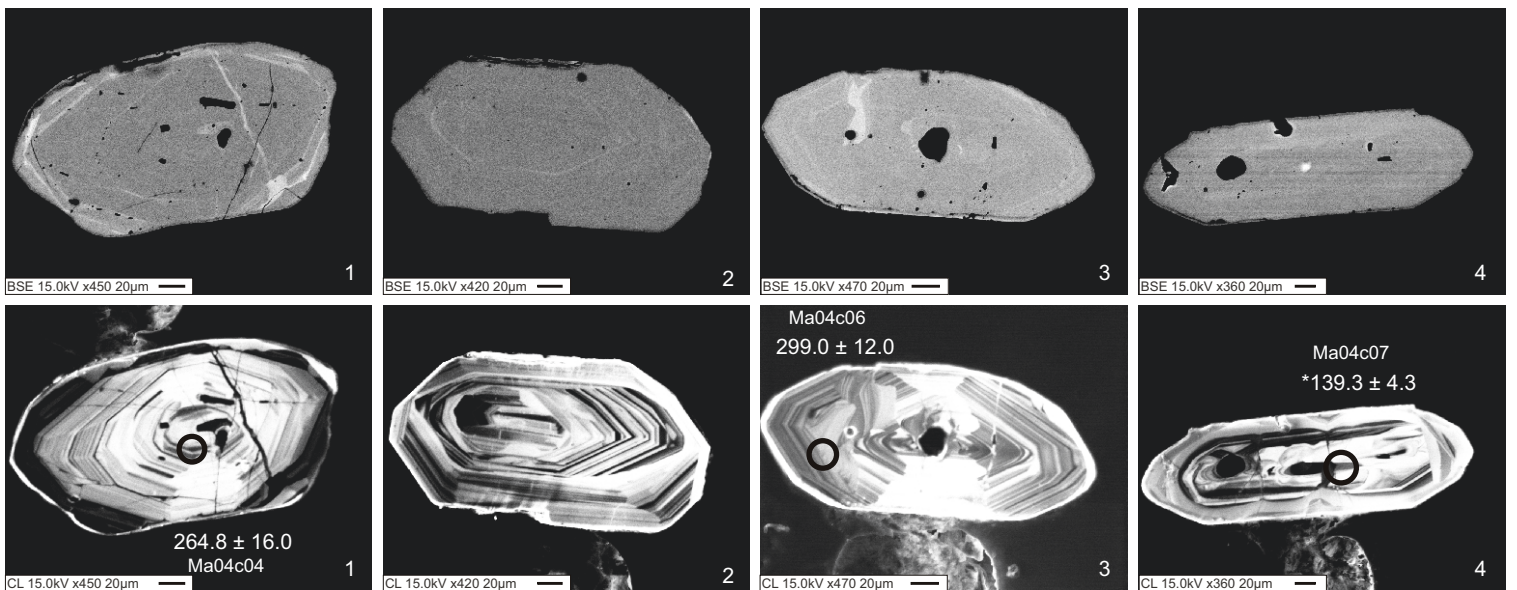 1
BSE 15.0kV x450 20µm
2
BSE 15.0kV x420 20µm
3
BSE 15.0kV x470 20µm
4
BSE 15.0kV x360 20µm
264.8 ± 16.0
Ma04c04
1
CL 15.0kV x450 20µm
2
CL 15.0kV x420 20µm
Ma04c06
299.0 ± 12.0
3
CL 15.0kV x470 20µm
Ma04c07
*139.3 ± 4.3
4
CL 15.0kV x360 20µm